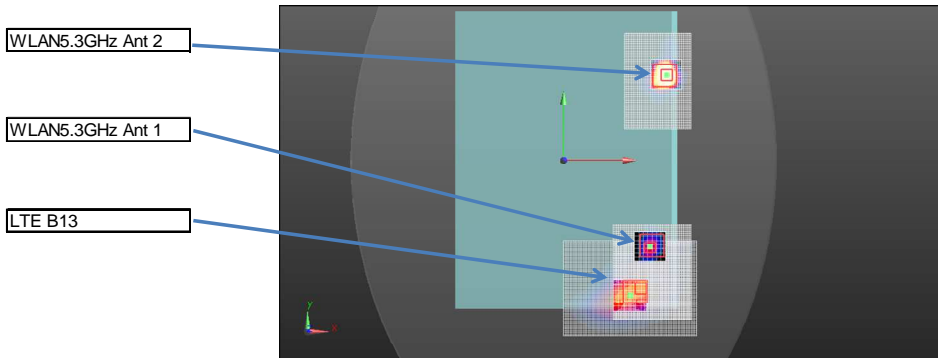 WLAN5.3GHz Ant 2
WLAN5.3GHz Ant 1
LTE B13
Y
X